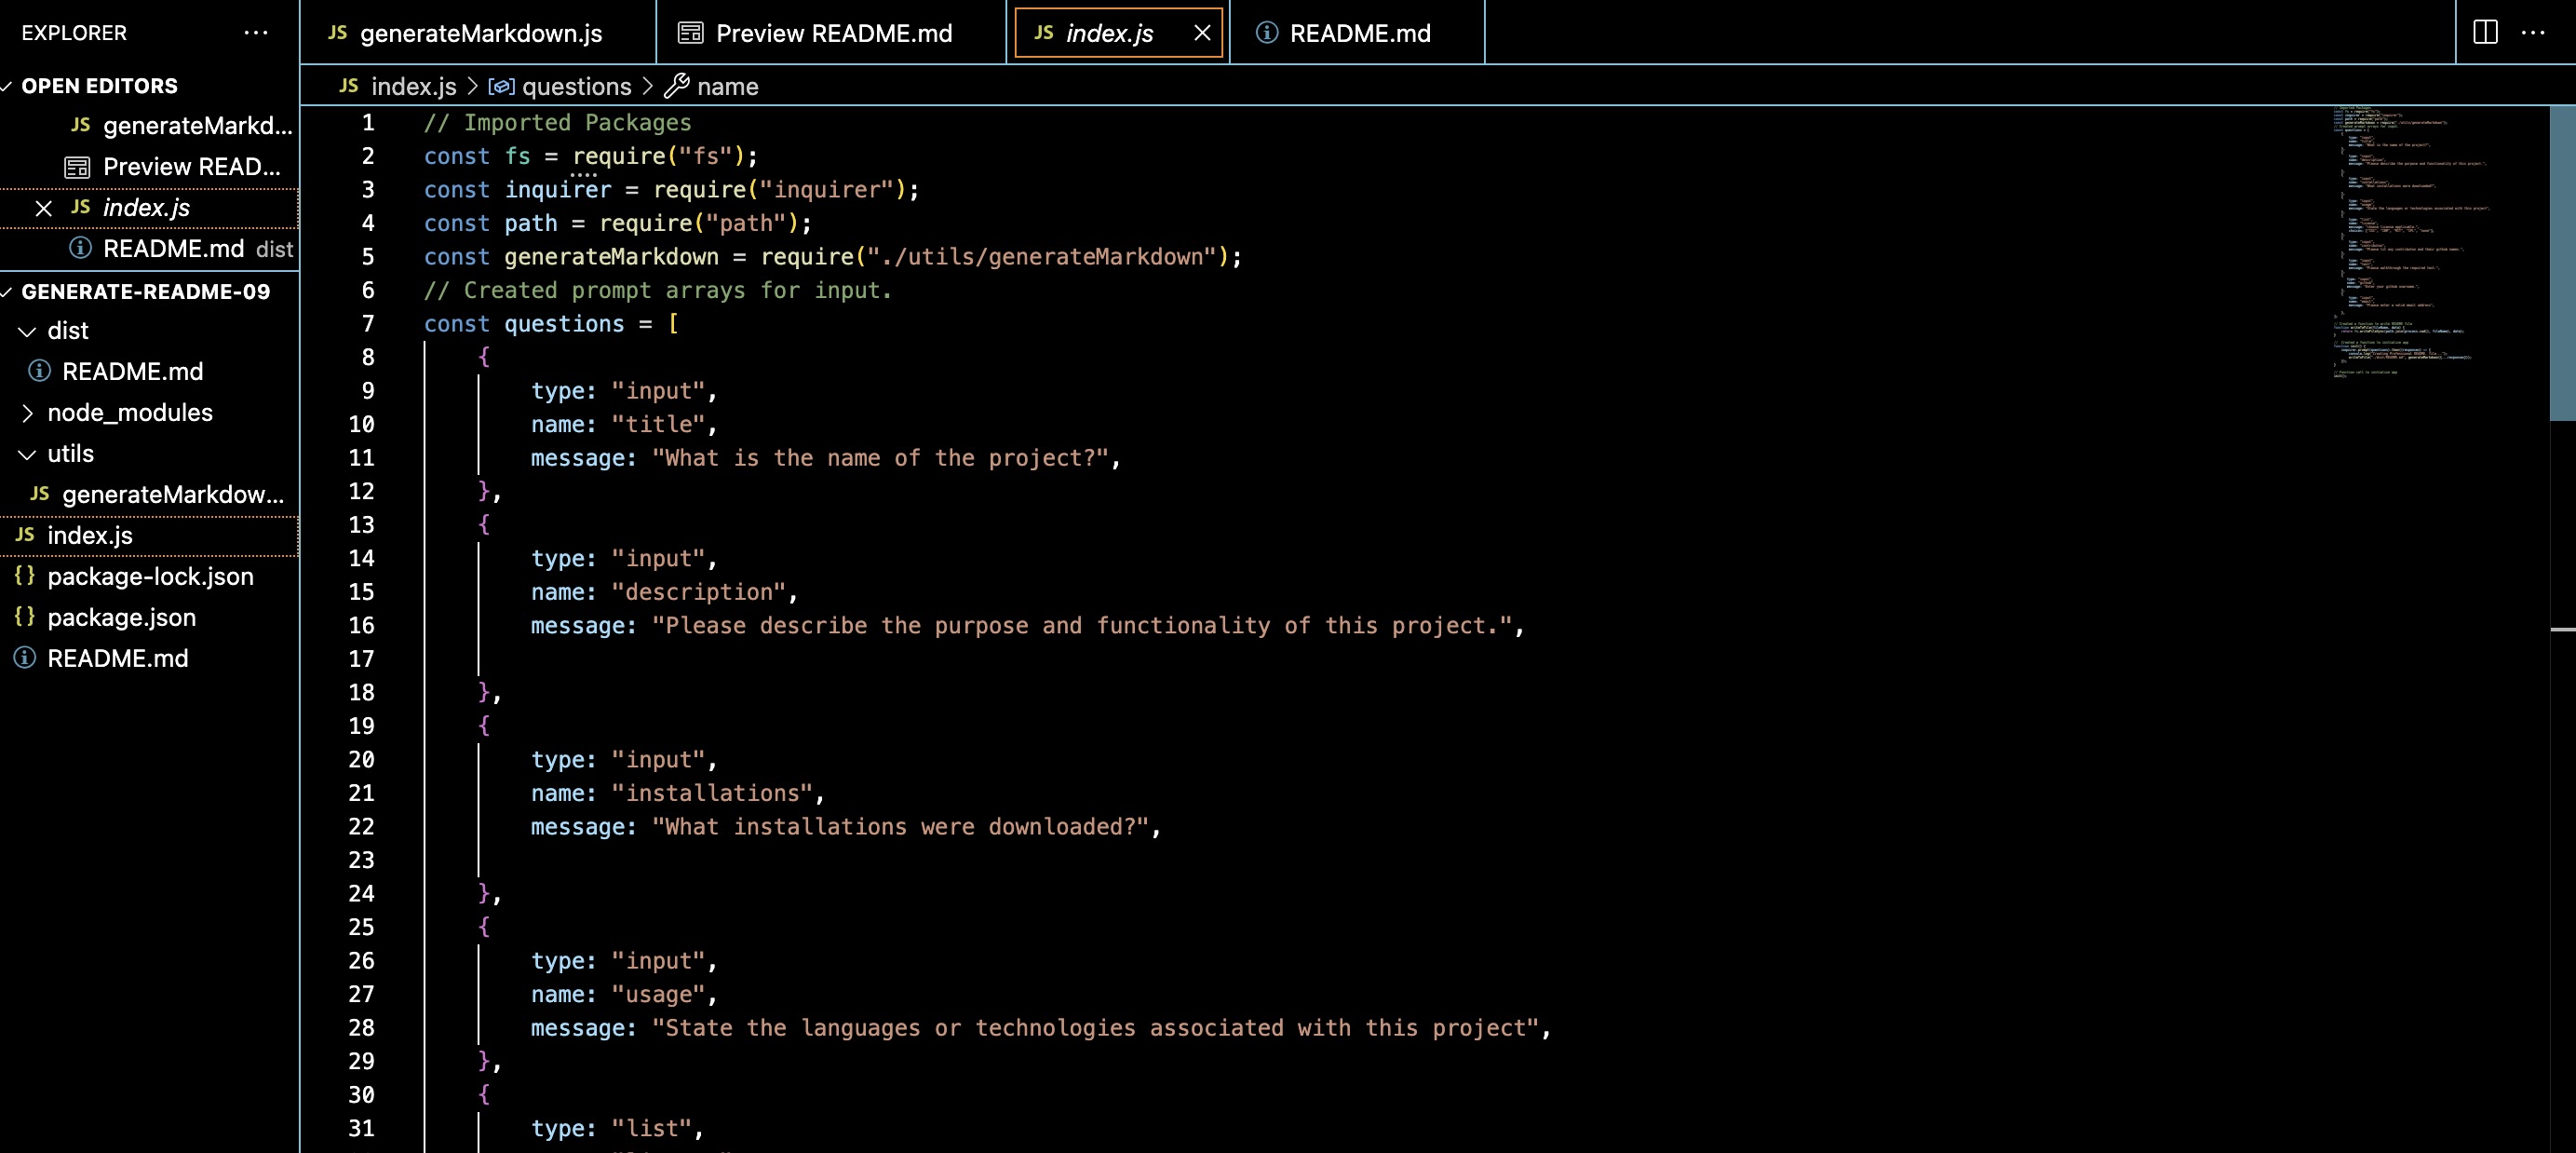 EXPLORER
OPEN EDITORS
JS generateMarkd...
Preview READ...
JS index.js
README.md dist
GENERATE-README-09
dist
README.md
node_modules
utils
JS generateMarkdow...
JS index.js
{} package-lock.json
{} package.json
README.md
JS generateMarkdown.js
Preview README.md
JS index.js
README.md
JS index.js > questions > name
1 // Imported Packages
2 const fs = require("fs");
3 const inquirer = require("inquirer");
4 const path = require("path");
5 const generateMarkdown = require("./utils/generateMarkdown");
6 // Created prompt arrays for input.
7 const questions = [
8 {
9 type: "input",
10 name: "title",
11 message: "What is the name of the project?",
12 },
13 {
14 type: "input",
15 name: "description",
16 message: "Please describe the purpose and functionality of this project.",
17
18 },
19 {
20 type: "input",
21 name: "installations",
22 message: "What installations were downloaded?",
23
24 },
25 {
26 type: "input",
27 name: "usage",
28 message: "State the languages or technologies associated with this project",
29 },
30 {
31 type: "list",